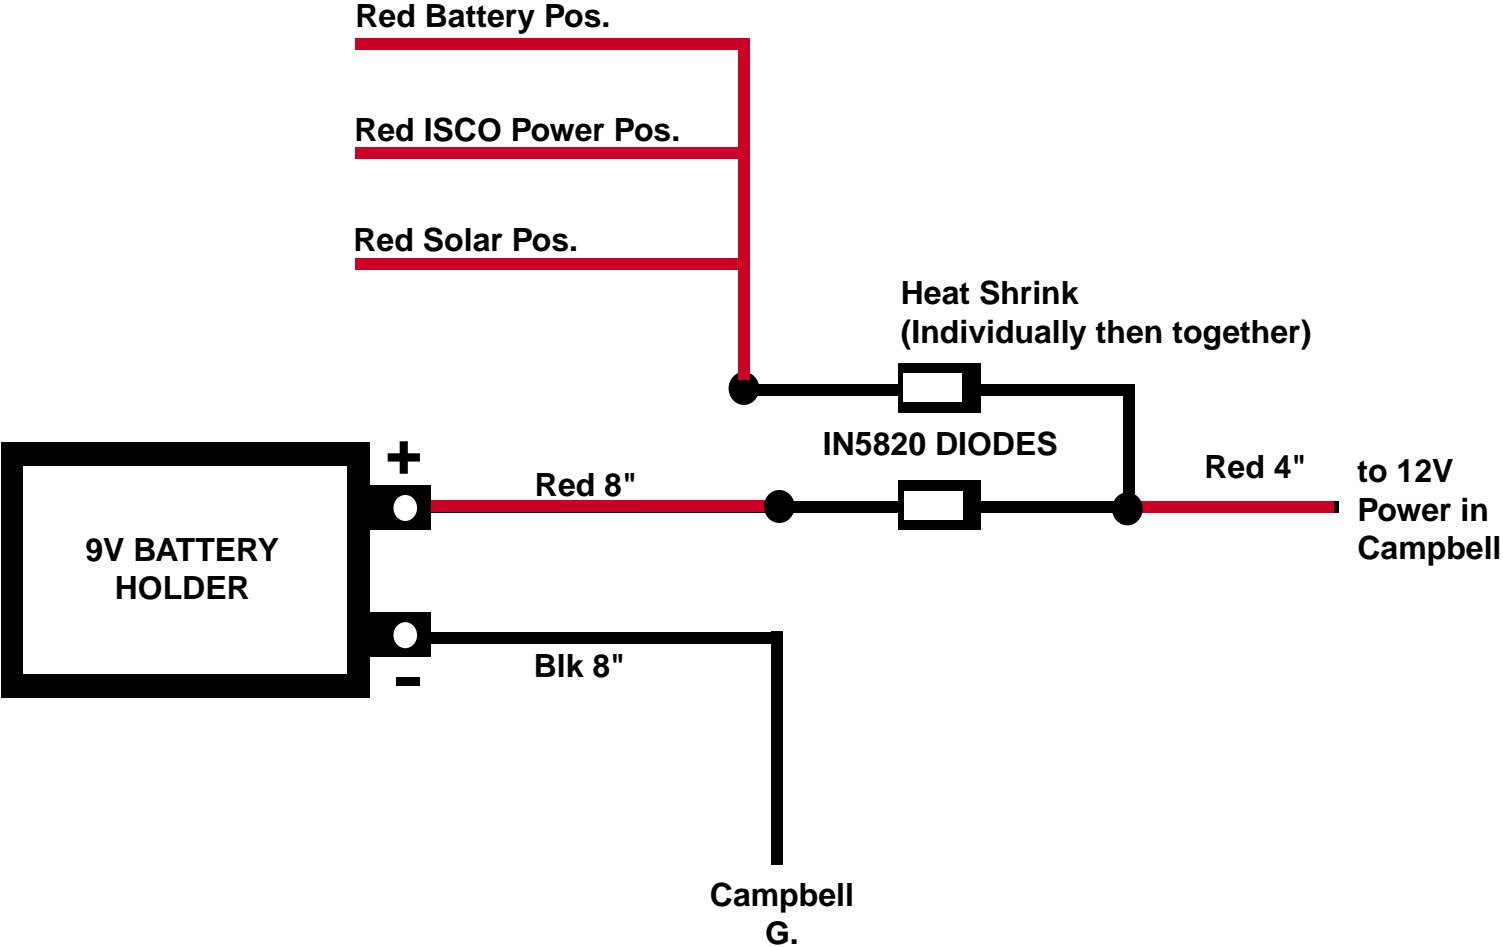 Red Battery Pos.
Red ISCO Power Pos.
Red Solar Pos.
Heat Shrink
(Individually then together)
IN5820 DIODES
Red 4"
to 12V
Power in
Campbell
+
Red 8"
9V BATTERY
HOLDER
Blk 8"
-
Campbell
G.